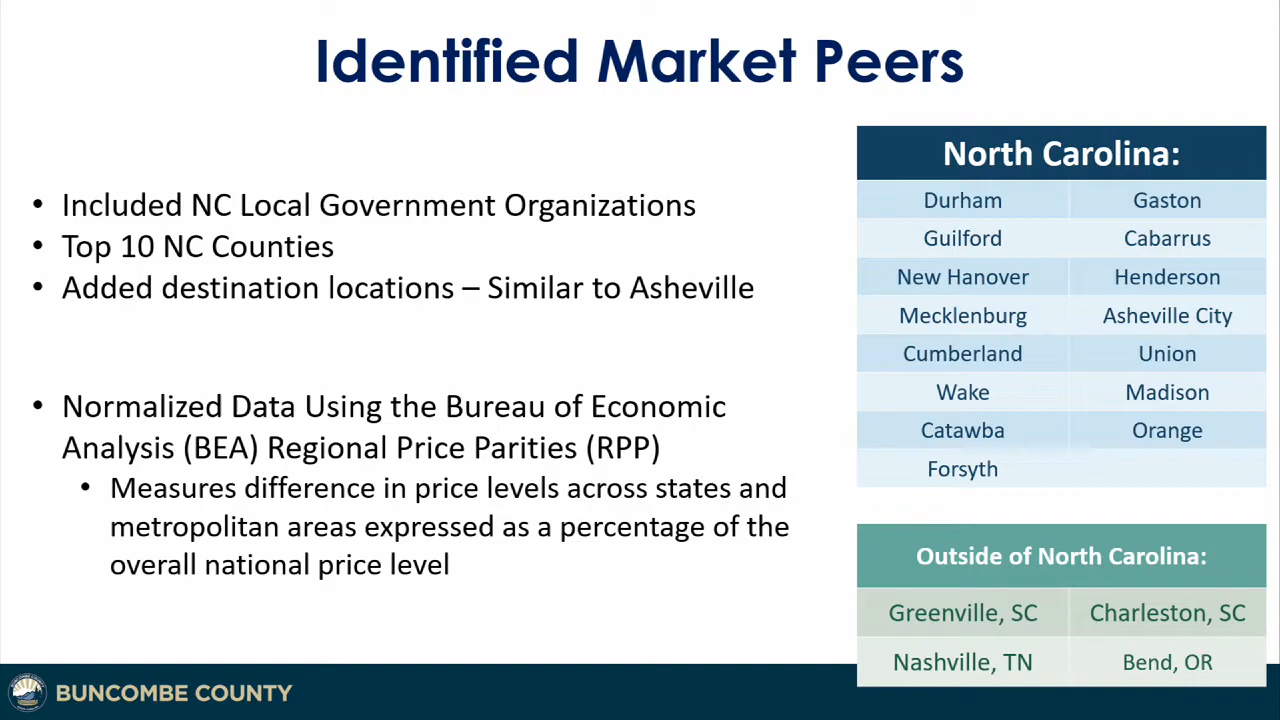 Identified Market Peers
• Included NC Local Government Organizations
• Top 10 NC Counties
• Added destination locations – Similar to Asheville
• Normalized Data Using the Bureau of Economic
Analysis (BEA) Regional Price Parities (RPP)
• Measures difference in price levels across states and
metropolitan areas expressed as a percentage of the
overall national price level
North Carolina:
Durham Gaston
Guilford Cabarrus
New Hanover Henderson
Mecklenburg Asheville City
Cumberland Union
Wake Madison
Catawba Orange
Forsyth
Outside of North Carolina:
Greenville, SC Charleston, SC
Nashville, TN Bend, OR
BUNCOMBE COUNTY